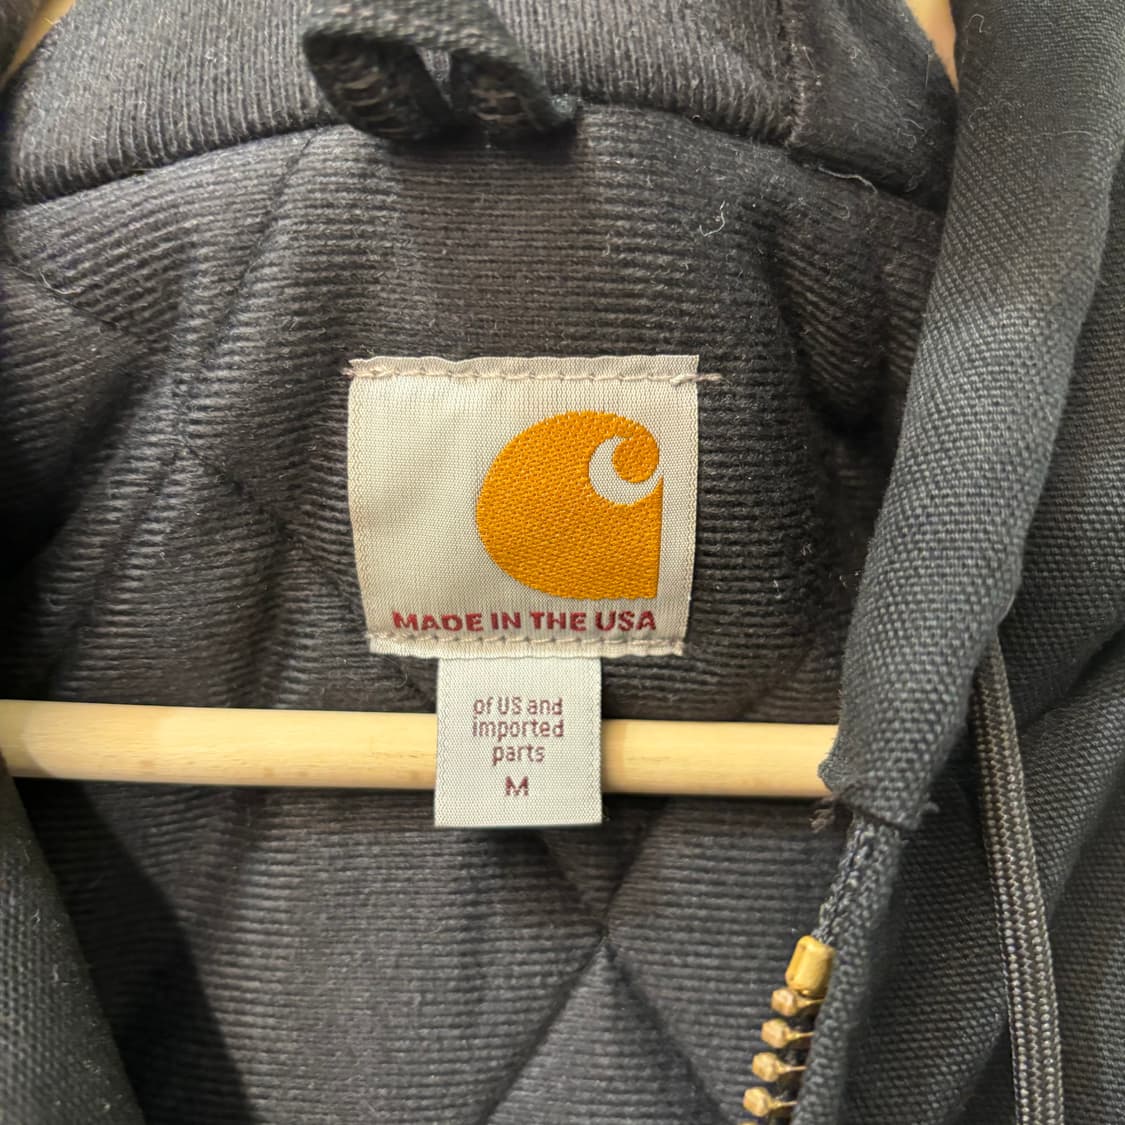 MADE IN THE USA
of US and
imported
parts
M